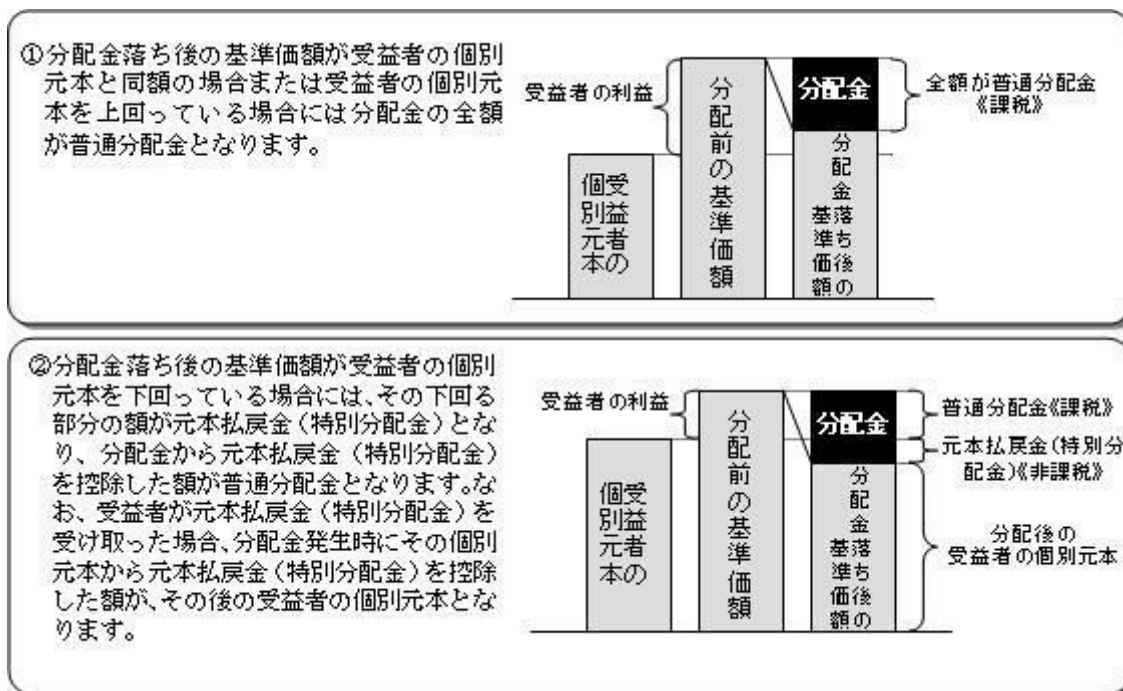 ①分配金落ち後の基準価額が受益者の個別
元本と同額の場合または受益者の個別元
本を上回っている場合には分配金の全額
が普通分配金となります。
受益者の利益
個別元本
受益者の
分配前の基準価額
分配金
分配金落ち後の
基準価額
全額が普通分配金
《課税》
②分配金落ち後の基準価額が受益者の個別
元本を下回っている場合には、その下回る
部分の額が元本払戻金（特別分配金）とな
り、分配金から元本払戻金（特別分配金）
を控除した額が普通分配金となります。な
お、受益者が元本払戻金（特別分配金）を
受け取った場合、分配金発生時にその個別
元本から元本払戻金（特別分配金）を控除
した額が、その後の受益者の個別元本とな
ります。
受益者の利益
個別元本
受益者の
分配前の基準価額
分配金
分配金落ち後の
基準価額
普通分配金《課税》
元本払戻金（特別分
配金）《非課税》
分配後の
受益者の個別元本